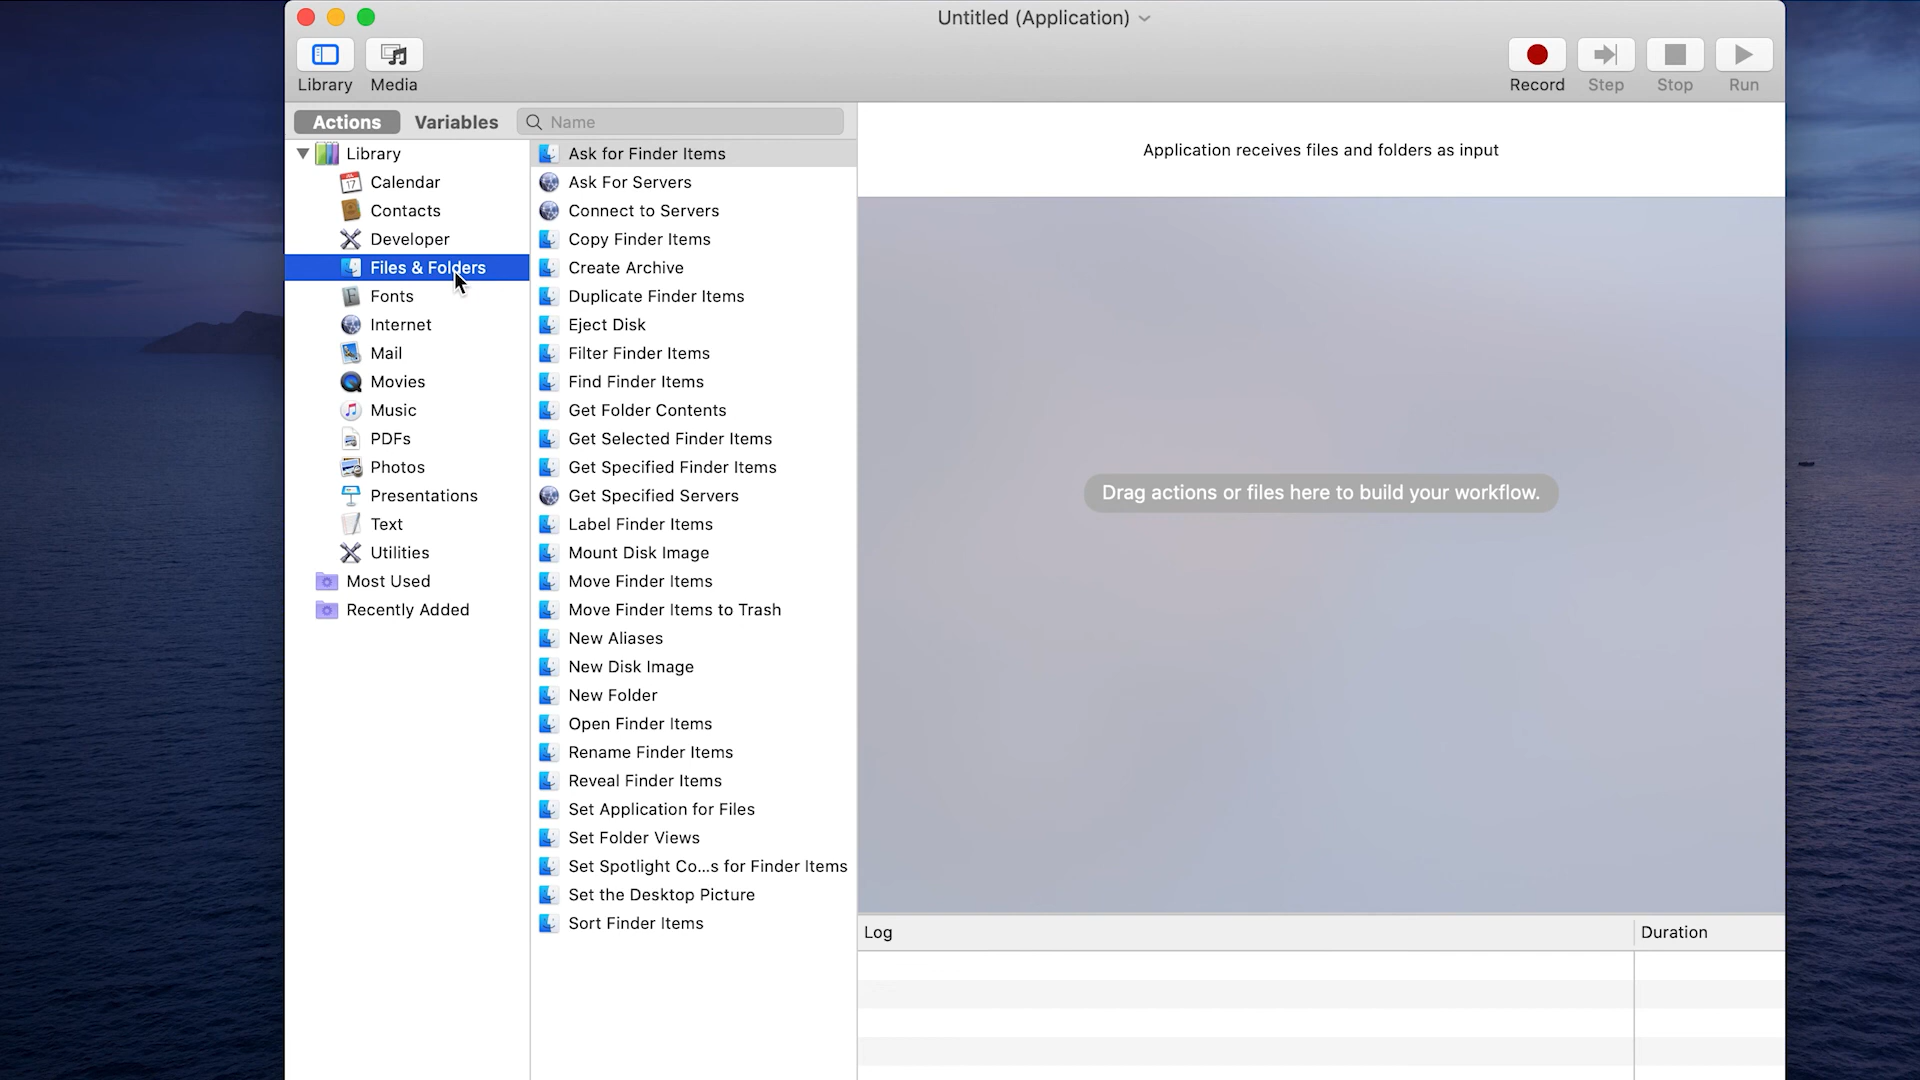 Untitled (Application)
Library
Media
Record
Step
Stop
Run
Actions
Variables
Name
Library
Calendar
Contacts
Developer
Files & Folders
Fonts
Internet
Mail
Movies
Music
PDFs
Photos
Presentations
Text
Utilities
Most Used
Recently Added
Ask for Finder Items
Ask For Servers
Connect to Servers
Copy Finder Items
Create Archive
Duplicate Finder Items
Eject Disk
Filter Finder Items
Find Finder Items
Get Folder Contents
Get Selected Finder Items
Get Specified Finder Items
Get Specified Servers
Label Finder Items
Mount Disk Image
Move Finder Items
Move Finder Items to Trash
New Aliases
New Disk Image
New Folder
Open Finder Items
Rename Finder Items
Reveal Finder Items
Set Application for Files
Set Folder Views
Set Spotlight Co...s for Finder Items
Set the Desktop Picture
Sort Finder Items
Application receives files and folders as input
Drag actions or files here to build your workflow.
Log
Duration
17